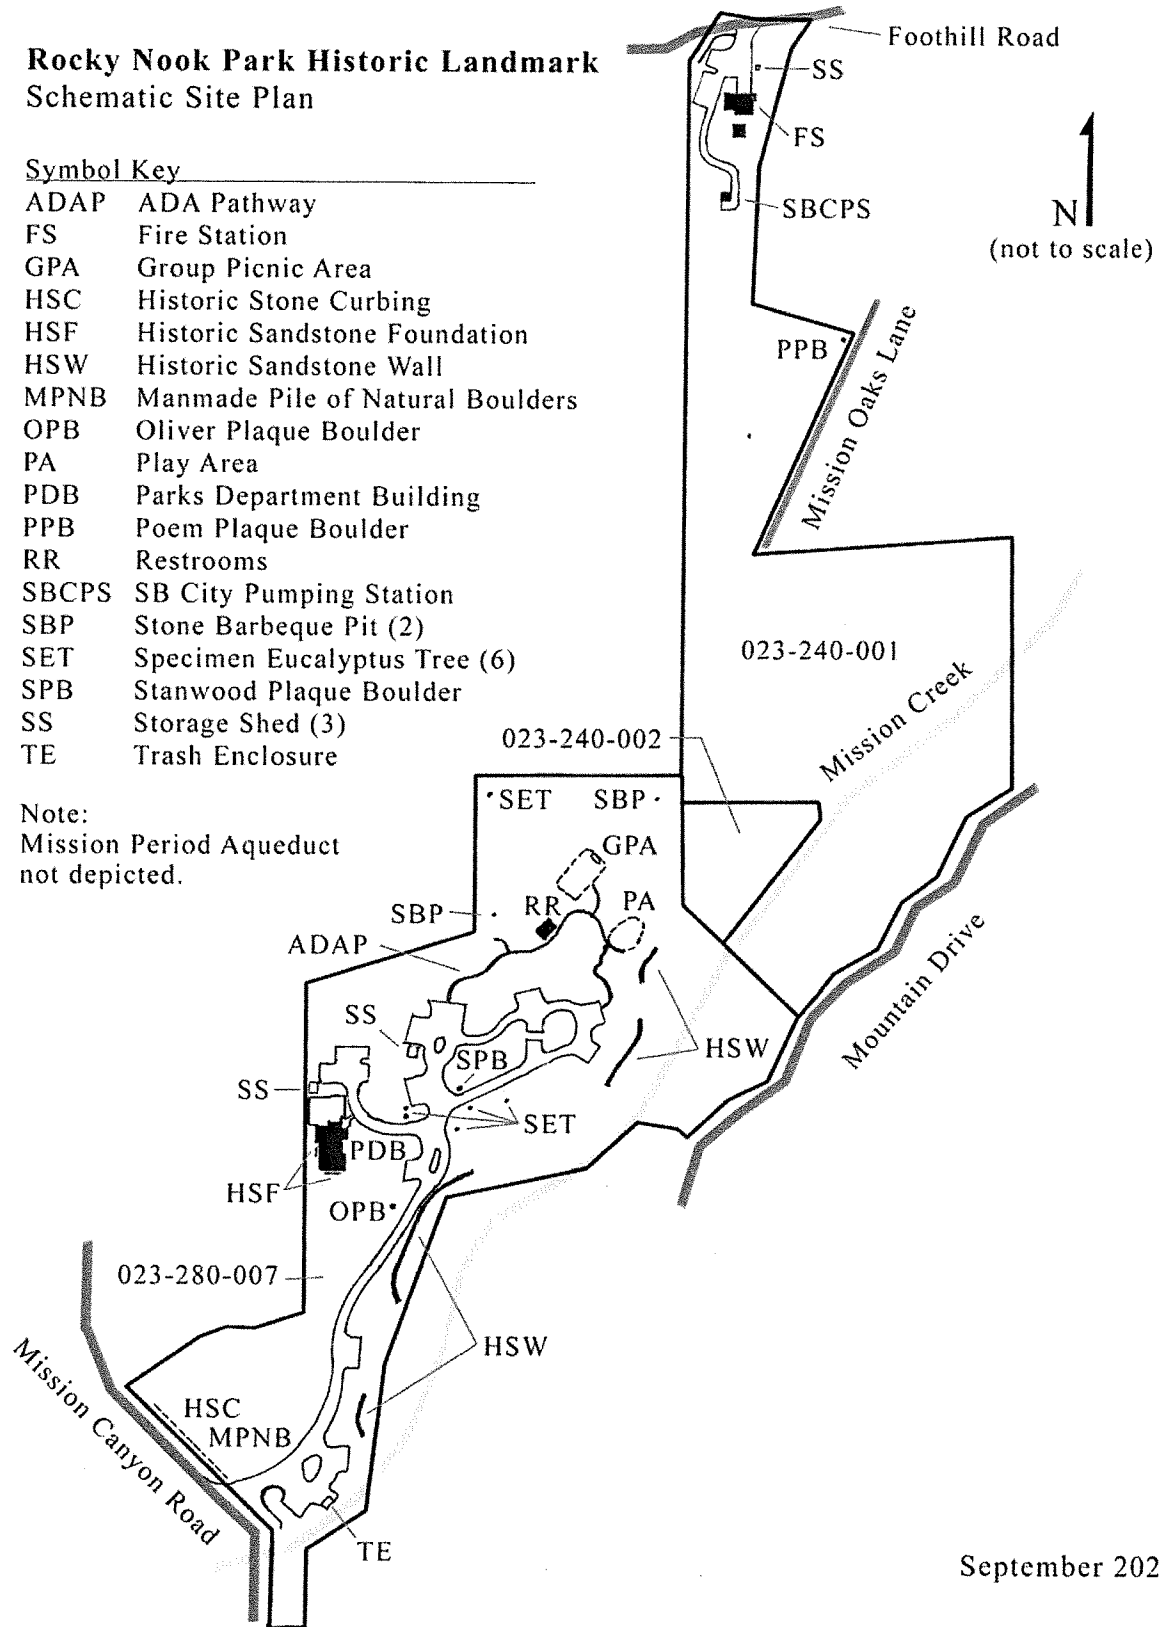 Rocky Nook Park Historic Landmark
Schematic Site Plan
Symbol Key
ADAP ADA Pathway
FS Fire Station
GPA Group Picnic Area
HSC Historic Stone Curbing
HSF Historic Sandstone Foundation
HSW Historic Sandstone Wall
MPNB Manmade Pile of Natural Boulders
OPB Oliver Plaque Boulder
PA Play Area
PDB Parks Department Building
PPB Poem Plaque Boulder
RR Restrooms
SBCPS SB City Pumping Station
SBP Stone Barbeque Pit (2)
SET Specimen Eucalyptus Tree (6)
SPB Stanwood Plaque Boulder
SS Storage Shed (3)
TE Trash Enclosure
Note:
Mission Period Aqueduct
not depicted.
Foothill Road
SS
FS
SBCPS
N
(not to scale)
PPB
Mission Oaks Lane
023-240-001
Mission Creek
023-240-002
SET
SBP
GPA
RR
PA
SBP
ADAP
Mountain Drive
SS
SPB
HSW
SS
SET
PDB
HSF
OPB
023-280-007
HSW
Mission Canyon Road
HSC
MPNB
TE
September 202